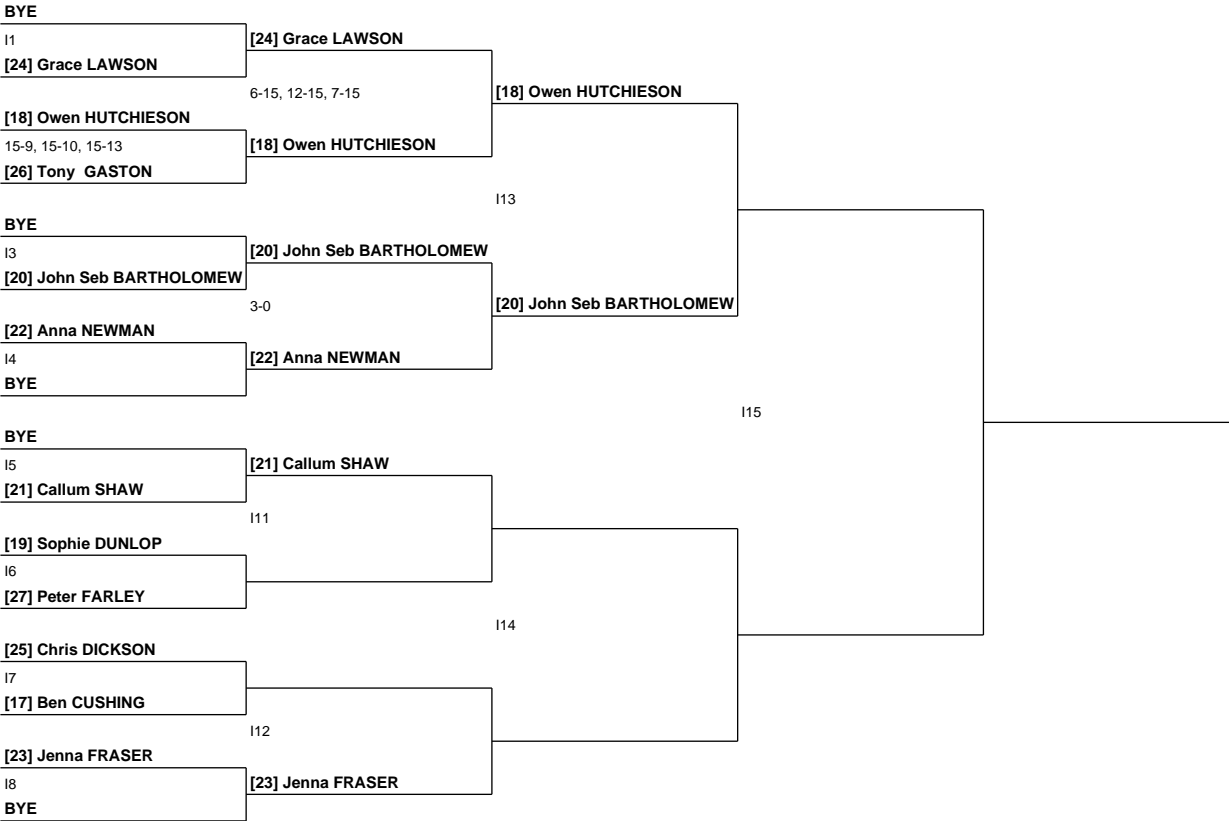 BYE
I1
[24] Grace LAWSON
[18] Owen HUTCHIESON
15-9, 15-10, 15-13
[26] Tony  GASTON
BYE
I3
[20] John Seb BARTHOLOMEW
[22] Anna NEWMAN
I4
BYE
BYE
I5
[21] Callum SHAW
[19] Sophie DUNLOP
I6
[27] Peter FARLEY
[25] Chris DICKSON
I7
[17] Ben CUSHING
[23] Jenna FRASER
I8
BYE
[24] Grace LAWSON
6-15, 12-15, 7-15
[18] Owen HUTCHIESON
[20] John Seb BARTHOLOMEW
3-0
[22] Anna NEWMAN
[21] Callum SHAW
I11
I12
[23] Jenna FRASER
[18] Owen HUTCHIESON
I13
[20] John Seb BARTHOLOMEW
I14
I15